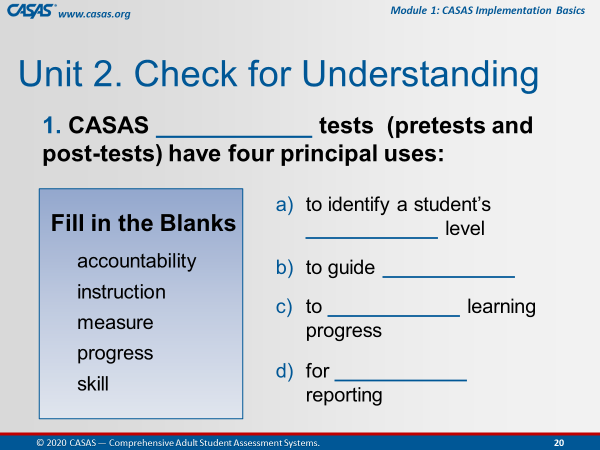 CASAS www.casas.org
Module 1: CASAS Implementation Basics
Unit 2. Check for Understanding
1. CASAS ____________ tests (pretests and
post-tests) have four principal uses:
Fill in the Blanks
accountability
instruction
measure
progress
skill
a) to identify a student’s
____________ level
b) to guide ____________
c) to ____________ learning
progress
d) for ____________
reporting
© 2020 CASAS — Comprehensive Adult Student Assessment Systems.
20